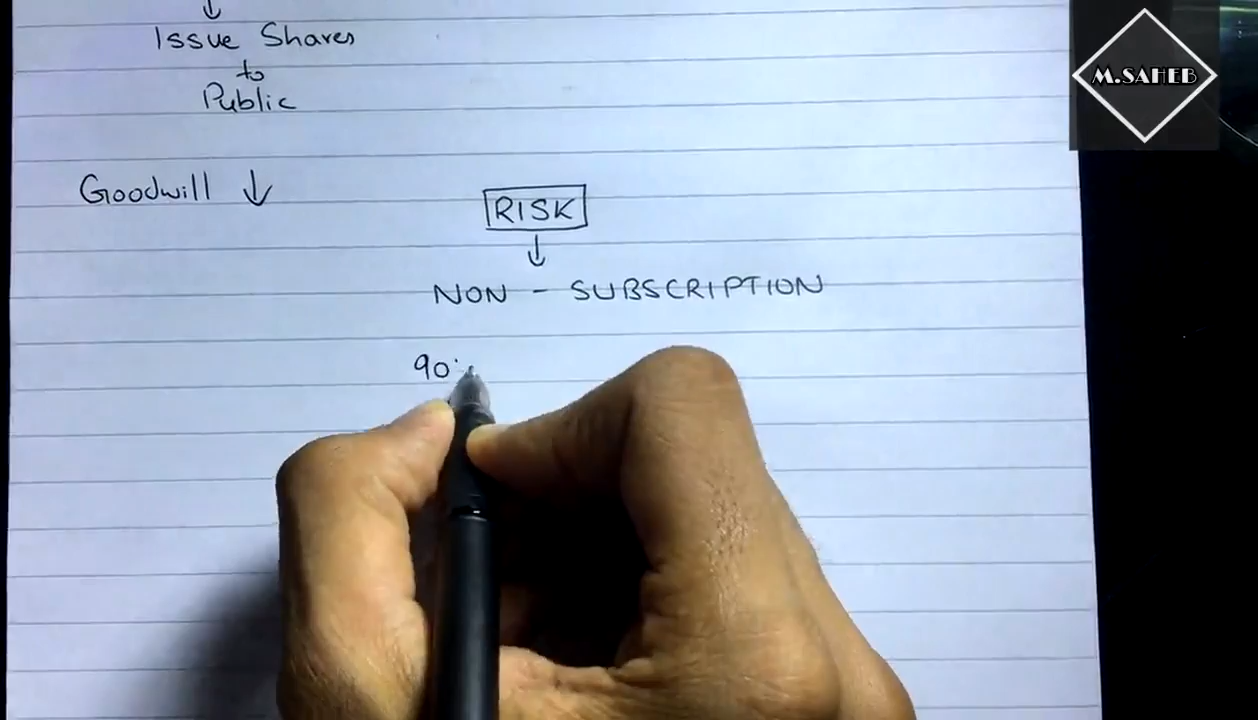 ↓
Issue Shares
to
Public
Goodwill ↓
RISK
↓
NON - SUBSCRIPTION
90
M.SAHEB